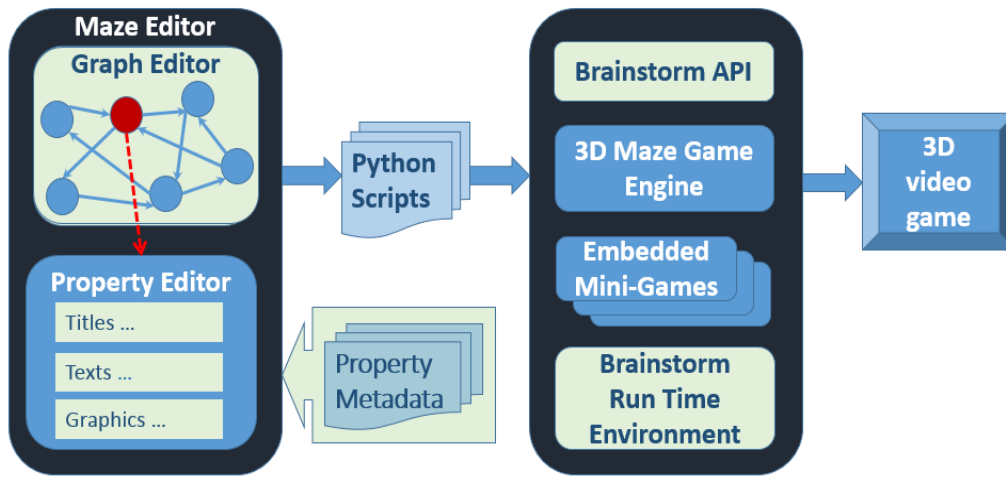 Maze Editor
Graph Editor
Property Editor
Titles ...
Texts ...
Graphics ...
Python
Scripts
Property
Metadata
Brainstorm API
3D Maze Game
Engine
Embedded
Mini-Games
Brainstorm
Run Time
Environment
3D
video
game